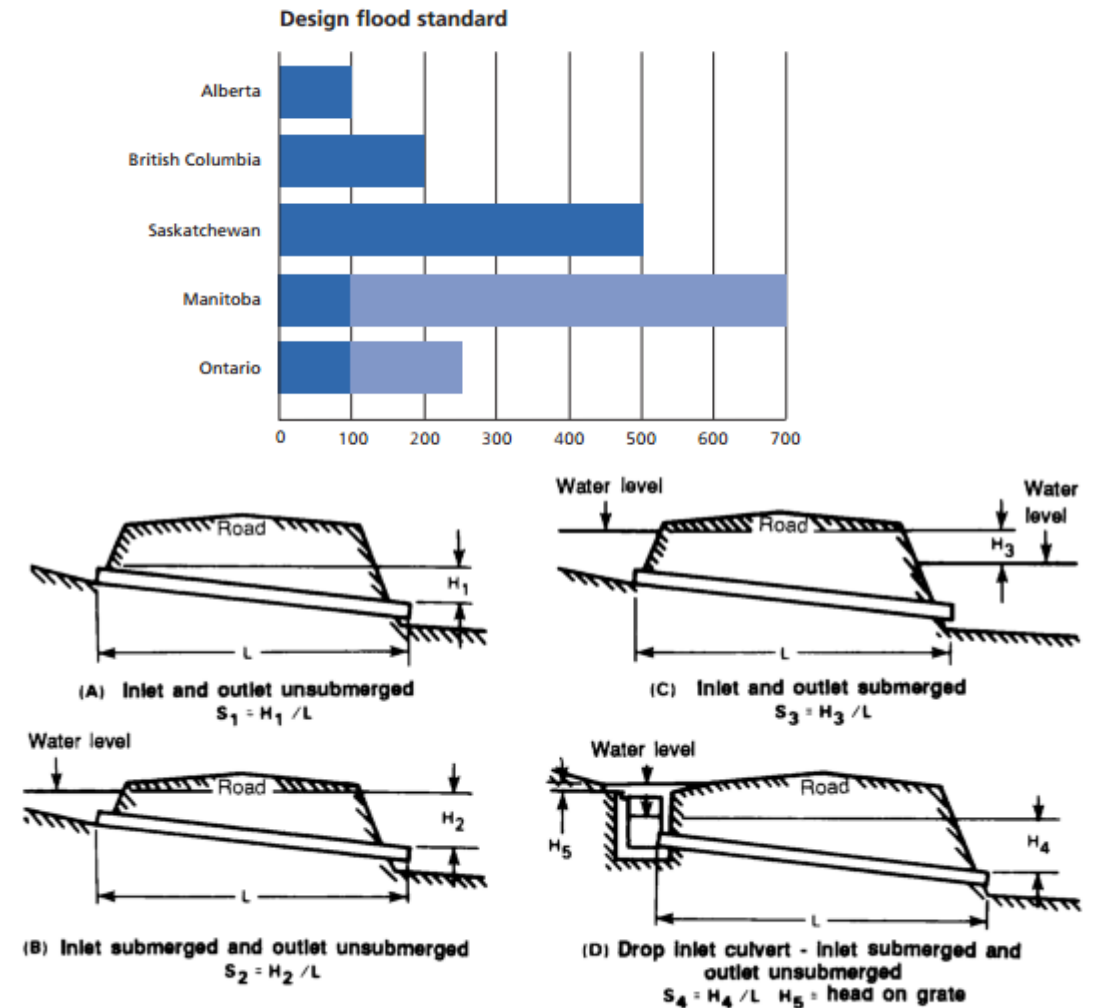 Design flood standard
Alberta
British Columbia
Saskatchewan
Manitoba
Ontario
0 100 200 300 400 500 600 700
Water level
Road
H1
L
(A) Inlet and outlet unsubmerged
S1 = H1 /L
Water level
Water level
Road
H3
L
(C) Inlet and outlet submerged
S3 = H3 /L
Water level
Road
H2
L
(B) Inlet submerged and outlet unsubmerged
S2 = H2 /L
Water level
Road
H5
H4
L
(D) Drop inlet culvert - inlet submerged and
outlet unsubmerged
S4 = H4 /L H5 = head on grate